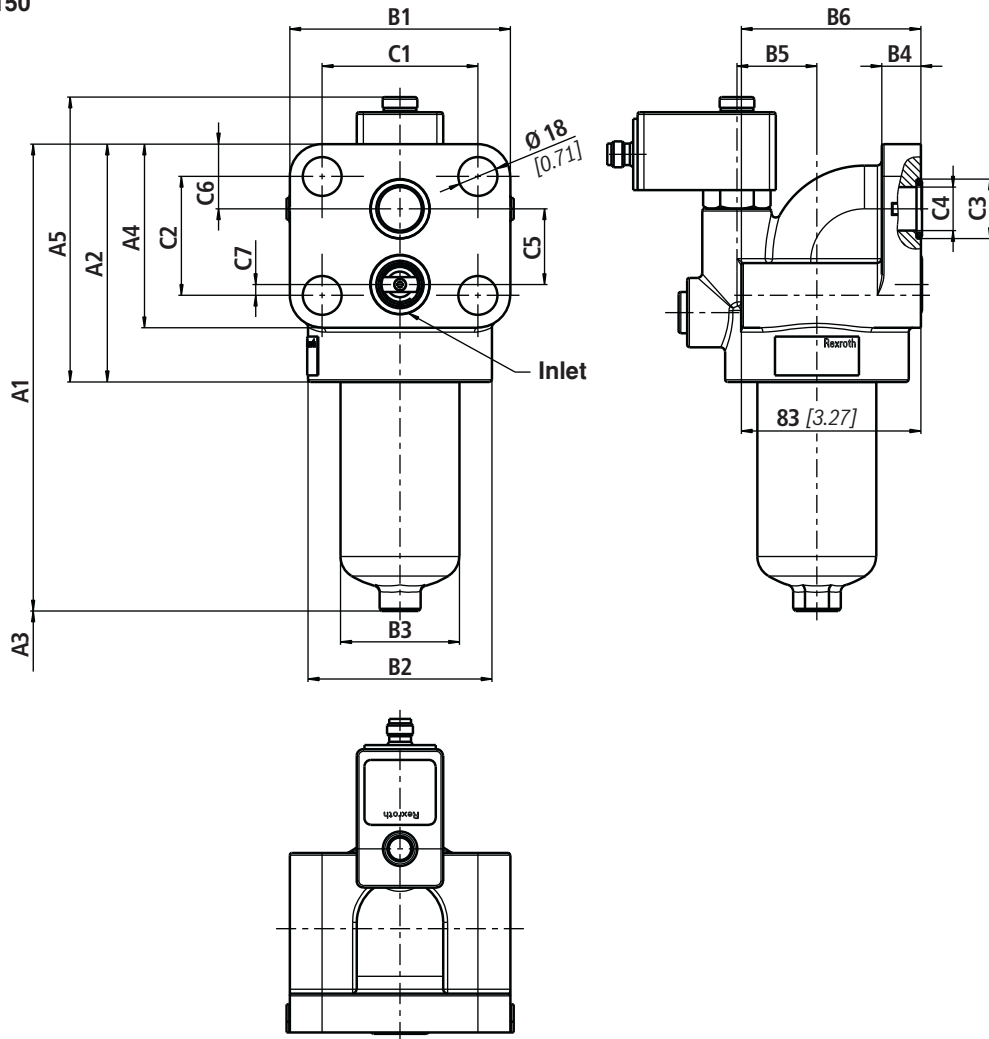 150
B1
C1
B6
B5
B4
Ø 18
[0.71]
C6
C2
C7
A5
A2
A4
A1
C5
C4
C3
Inlet
Rexroth
83 [3.27]
A3
B3
B2
Rexroth